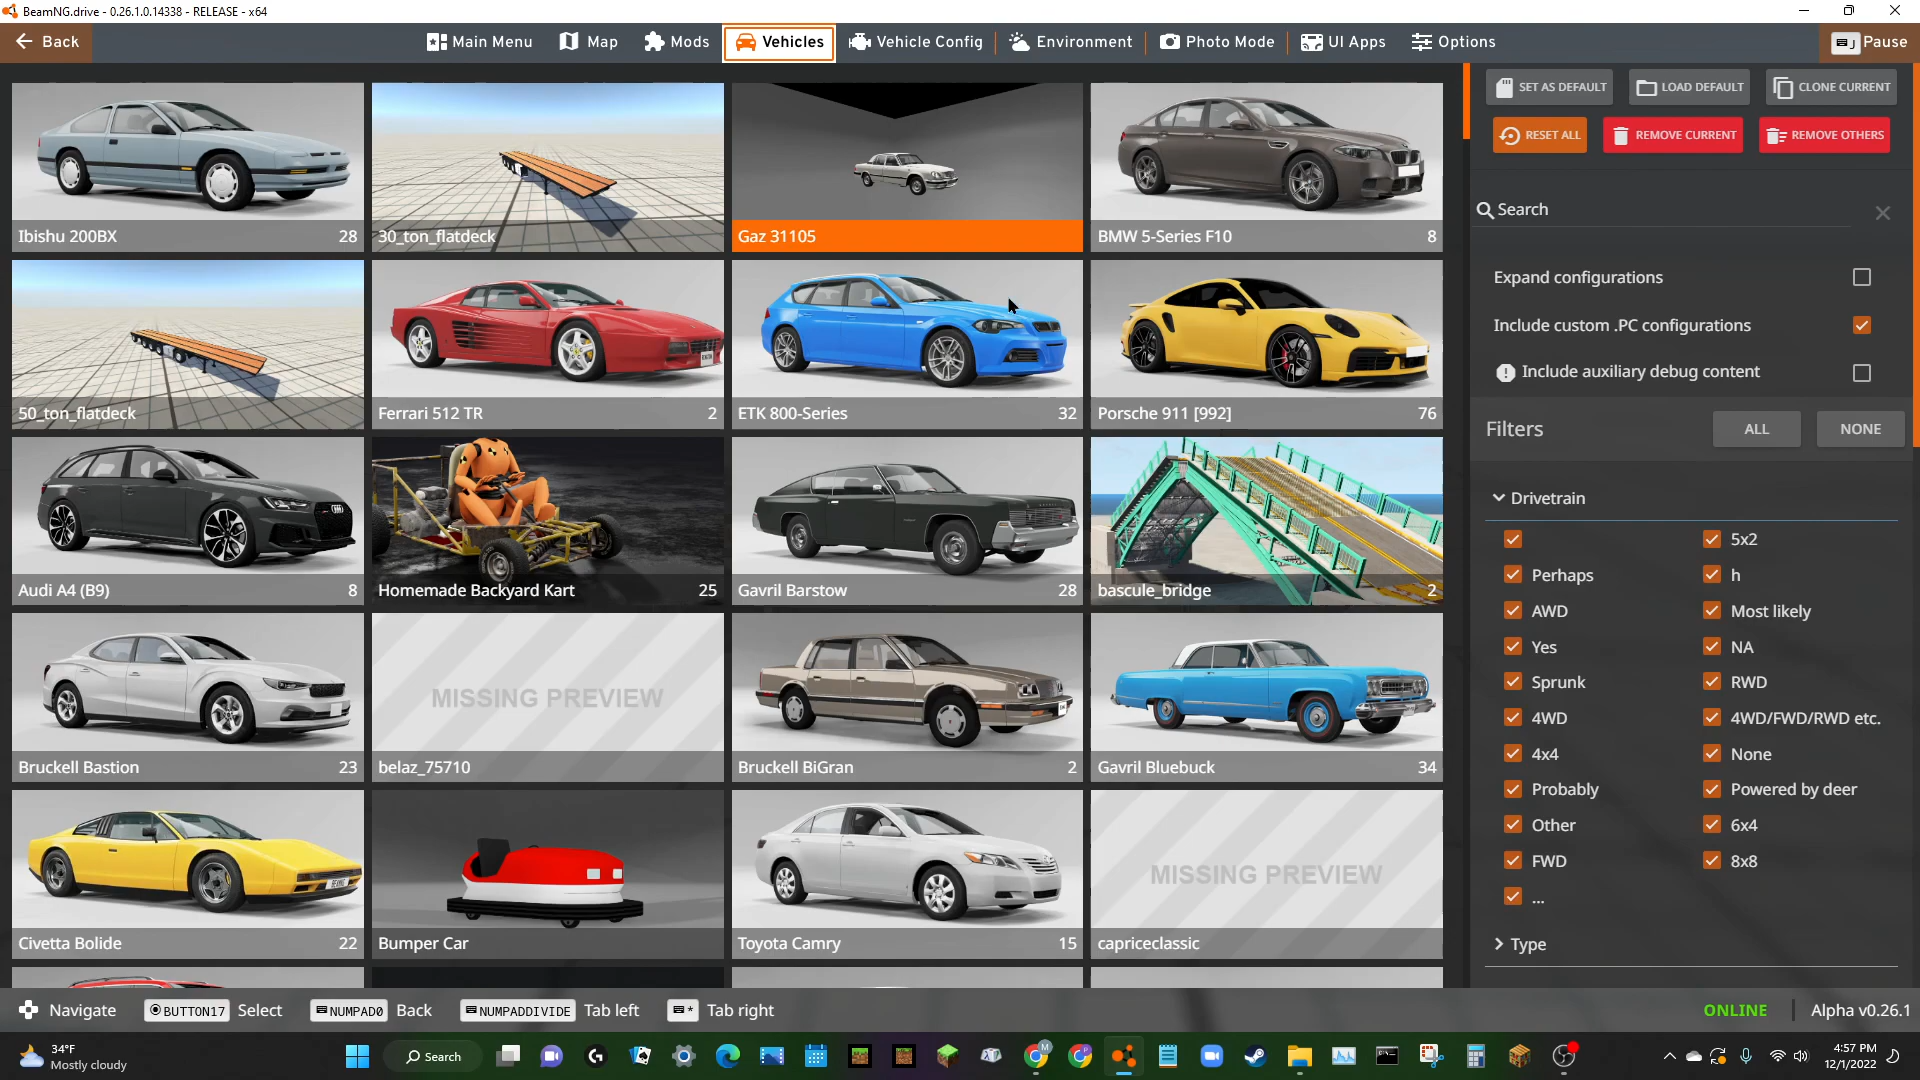 BeamNG.drive - 0.26.1.0.14338 - RELEASE - x64
Back
Main Menu
Map
Mods
Vehicles
Vehicle Config
Environment
Photo Mode
UI Apps
Options
J
Pause
SET AS DEFAULT
LOAD DEFAULT
CLONE CURRENT
RESET ALL
REMOVE CURRENT
REMOVE OTHERS
Search
Expand configurations
Include custom .PC configurations
Include auxiliary debug content
Filters
ALL
NONE
Drivetrain
5x2
Perhaps
h
AWD
Most likely
Yes
NA
Sprunk
RWD
4WD
4WD/FWD/RWD etc.
4x4
None
Probably
Powered by deer
Other
6x4
FWD
8x8
...
Type
Ibishu 200BX 28
30_ton_flatdeck
Gaz 31105
BMW 5-Series F10 8
50_ton_flatdeck
Ferrari 512 TR 2
ETK 800-Series 32
Porsche 911 [992] 76
Audi A4 (B9) 8
Homemade Backyard Kart 25
Gavril Barstow 28
bascule_bridge 2
Bruckell Bastion 23
MISSING PREVIEW
belaz_75710
Bruckell BiGran 2
Gavril Bluebuck 34
Civetta Bolide 22
Bumper Car
Toyota Camry 15
MISSING PREVIEW
capriceclassic
Navigate
BUTTON17 Select
NUMPAD0 Back
NUMPADDIVIDE Tab left
* Tab right
ONLINE
Alpha v0.26.1
34°F
Mostly cloudy
Search
4:57 PM
12/1/2022